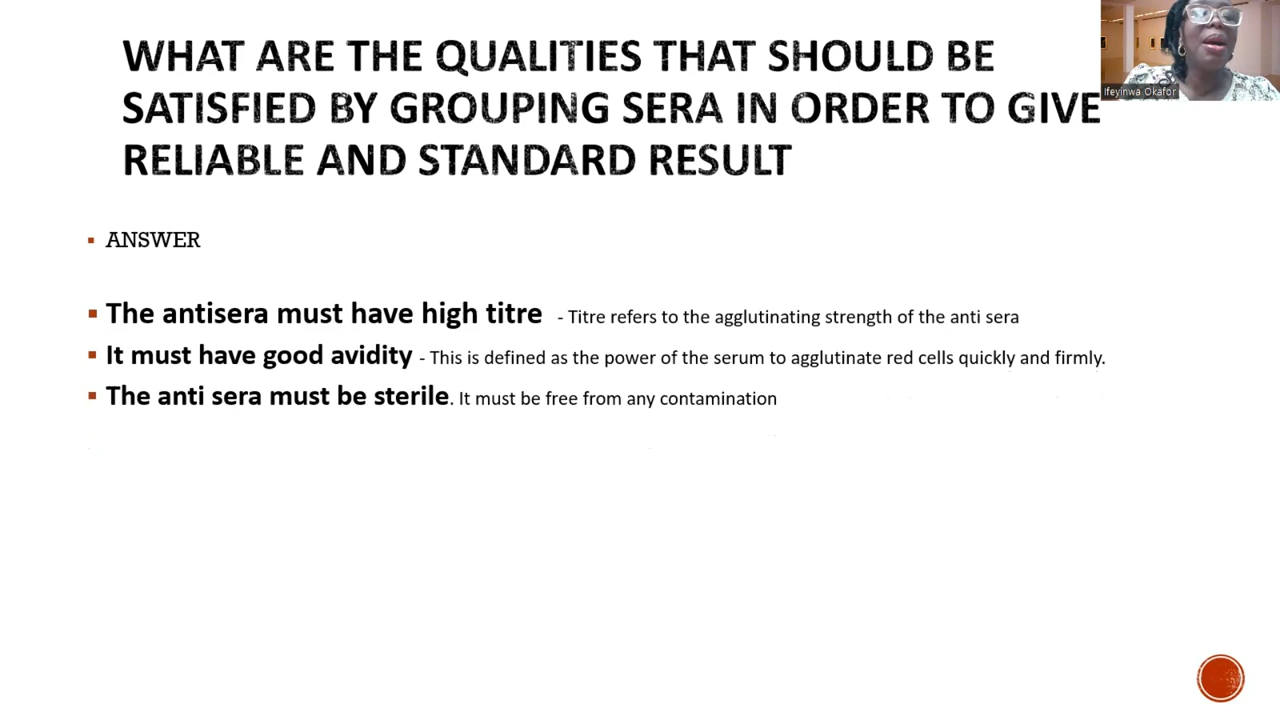 WHAT ARE THE QUALITIES THAT SHOULD BE
SATISFIED BY GROUPING SERA IN ORDER TO GIVE
RELIABLE AND STANDARD RESULT
Ifeyinwa Okafor
ANSWER
The antisera must have high titre - Titre refers to the agglutinating strength of the anti sera
It must have good avidity - This is defined as the power of the serum to agglutinate red cells quickly and firmly.
The anti sera must be sterile. It must be free from any contamination